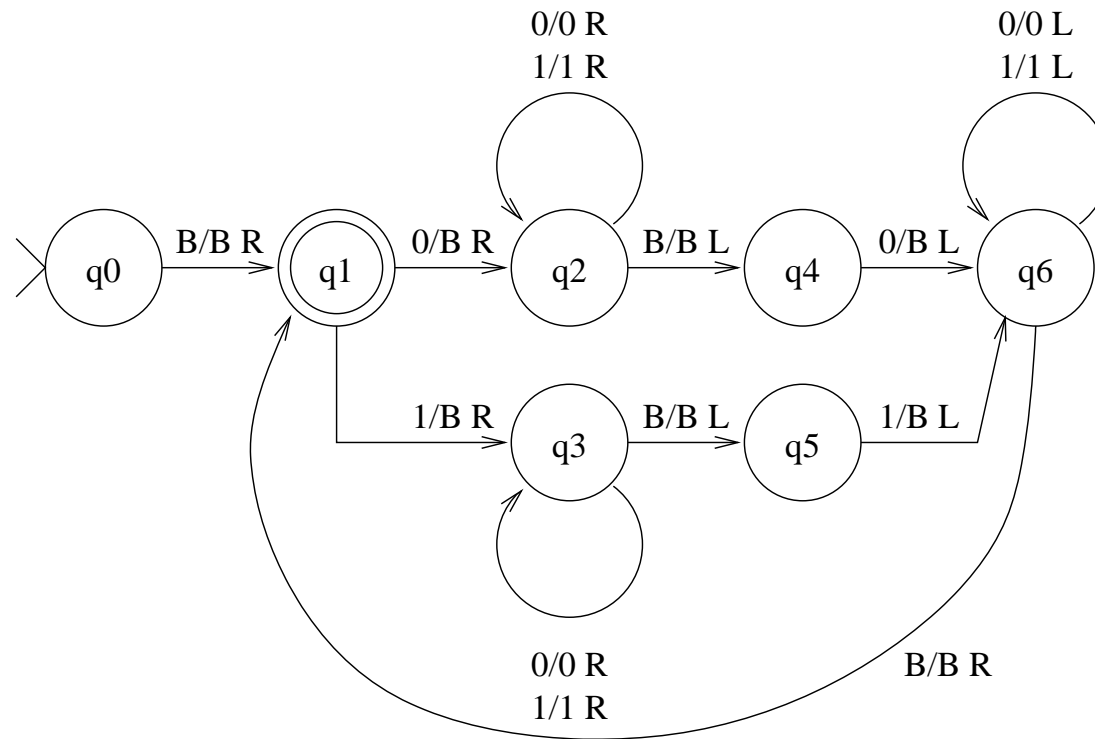 0/0 R
1/1 R
0/0 L
1/1 L
q0
B/B R
q1
0/B R
q2
B/B L
q4
0/B L
q6
1/B R
q3
B/B L
q5
1/B L
0/0 R
1/1 R
B/B R